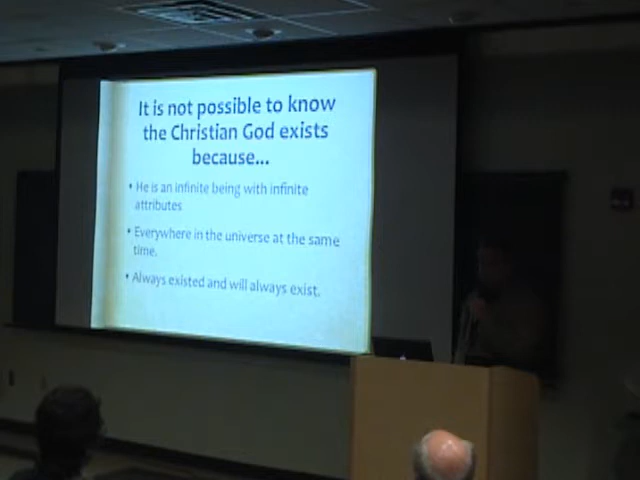 It is not possible to know
the Christian God exists
because...
• He is an infinite being with infinite
attributes
• Everywhere in the universe at the same
time.
• Always existed and will always exist.